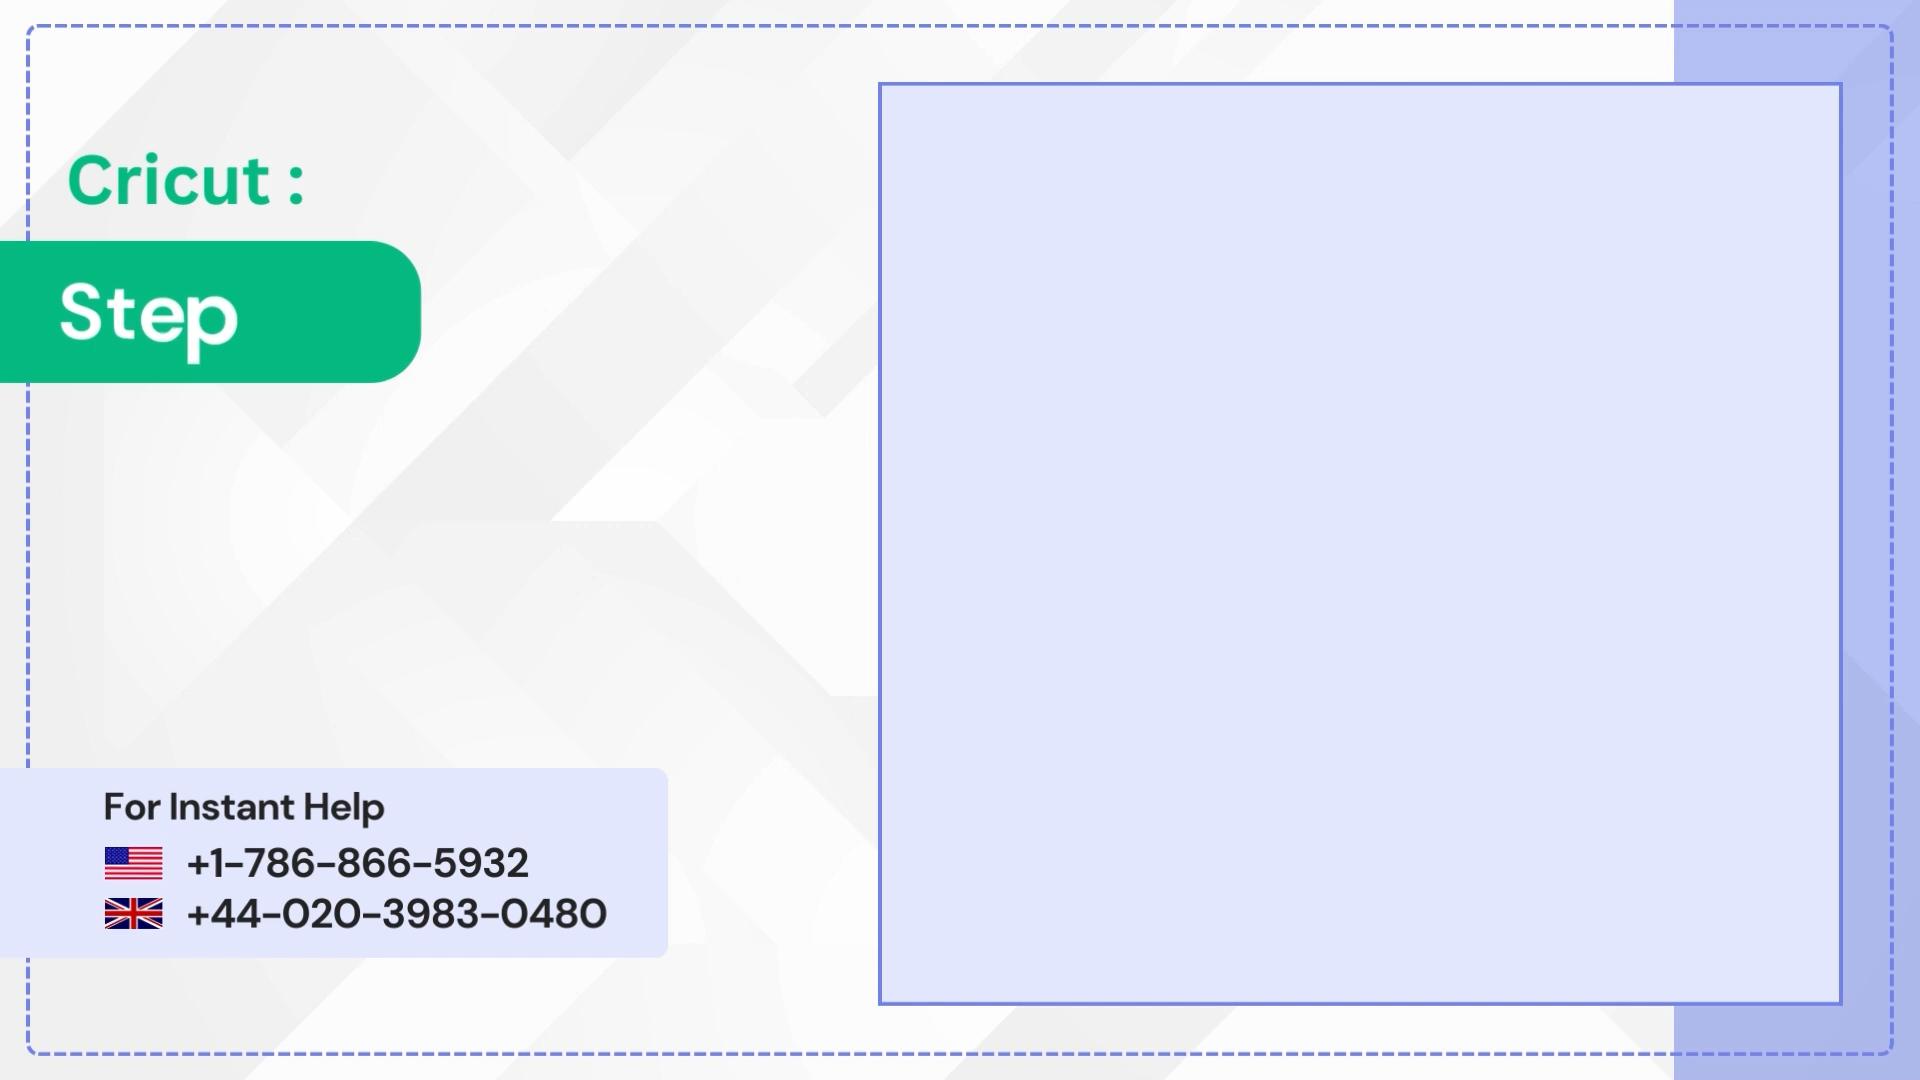 Cricut :
Step
For Instant Help
+1-786-866-5932
+44-020-3983-0480